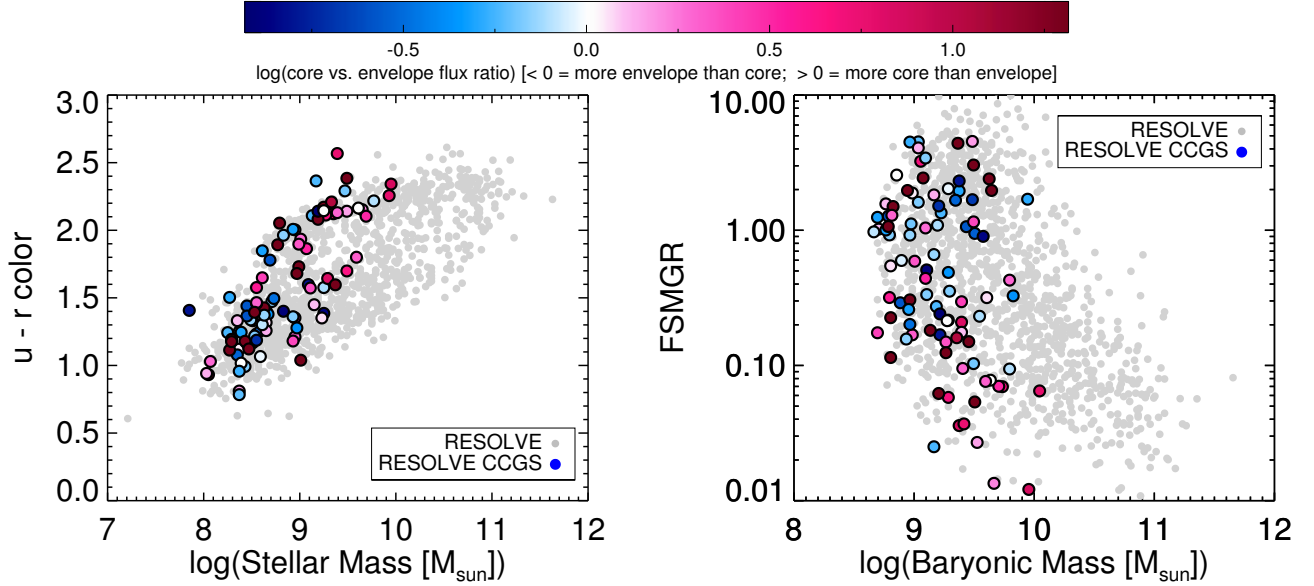 -0.5 0.0 0.5 1.0
log(core vs. envelope flux ratio) [< 0 = more envelope than core; > 0 = more core than envelope]
3.0
2.5
2.0
1.5
1.0
0.5
0.0
u - r color
RESOLVE
RESOLVE CCGS
7 8 9 10 11 12
log(Stellar Mass [Msun])
10.00
1.00
0.10
0.01
FSMGR
RESOLVE
RESOLVE CCGS
8 9 10 11 12
log(Baryonic Mass [Msun])